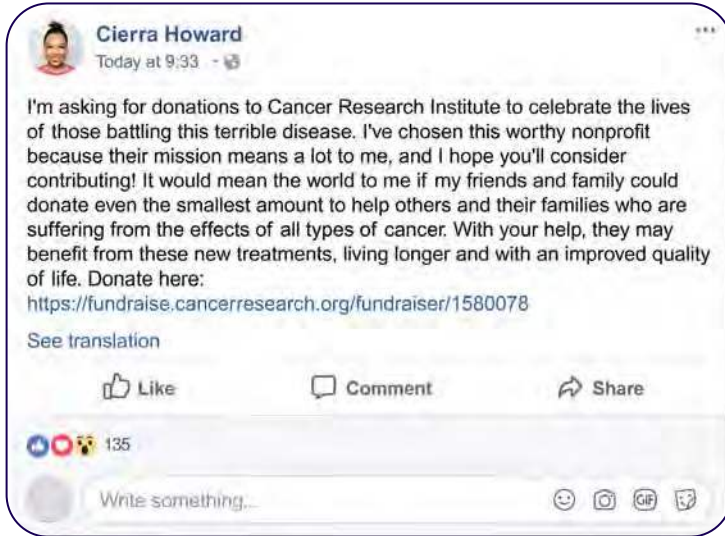 Cierra Howard
Today at 9:33
I'm asking for donations to Cancer Research Institute to celebrate the lives
of those battling this terrible disease. I've chosen this worthy nonprofit
because their mission means a lot to me, and I hope you'll consider
contributing! It would mean the world to me if my friends and family could
donate even the smallest amount to help others and their families who are
suffering from the effects of all types of cancer. With your help, they may
benefit from these new treatments, living longer and with an improved quality
of life. Donate here:
https://fundraise.cancerresearch.org/fundraiser/1580078
See translation
Like Comment Share
135
Write something...
GIF